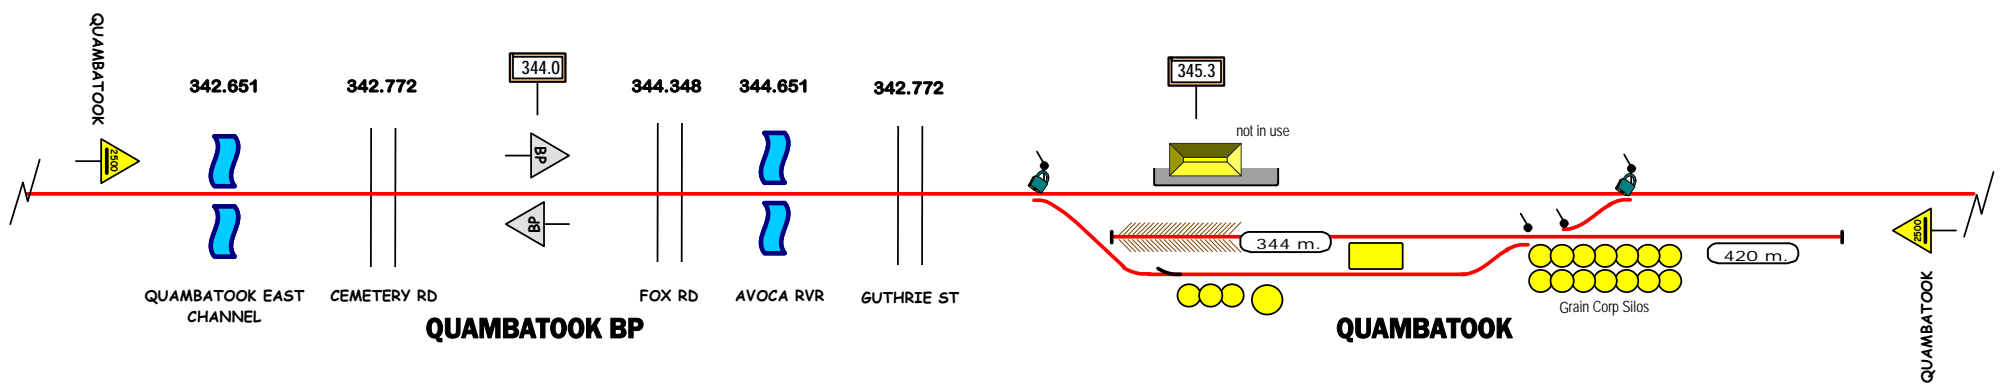 QUAMBATOOK
2500
342.651
342.772
344.0
BP
BP
344.348
344.651
342.772
345.3
not in use
344 m.
420 m.
2500
QUAMBATOOK EAST
CHANNEL
CEMETERY RD
FOX RD
AVOCA RVR
GUTHRIE ST
Grain Corp Silos
QUAMBATOOK BP
QUAMBATOOK
QUAMBATOOK